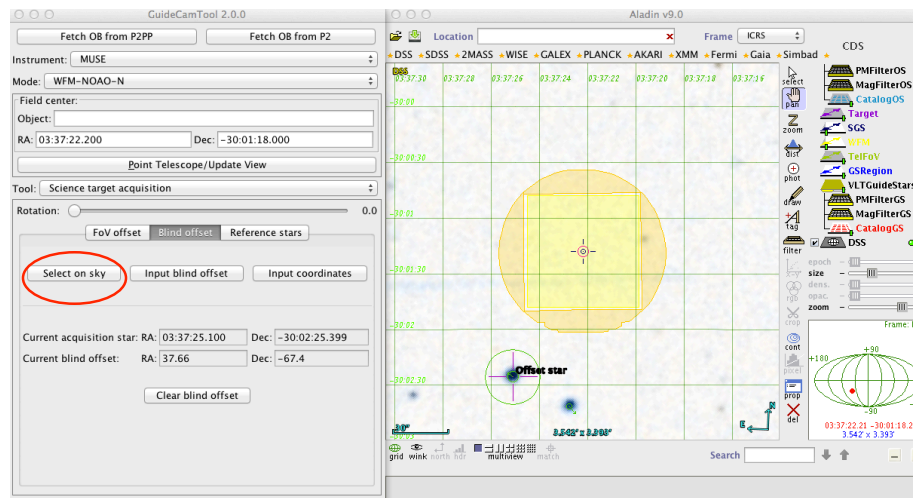 GuideCamTool 2.0.0
Fetch OB from P2PP
Fetch OB from P2
Instrument: MUSE
Mode: WFM-NOAO-N
Field center:
Object:
RA: 03:37:22.200 Dec: -30:01:18.000
Point Telescope/Update View
Tool: Science target acquisition
Rotation: 0.0
FoV offset Blind offset Reference stars
Select on sky Input blind offset Input coordinates
Current acquisition star: RA: 03:37:25.100 Dec: -30:02:25.399
Current blind offset: RA: 37.66 Dec: -67.4
Clear blind offset
Aladin v9.0
Location Frame ICRS
DSS SDSS 2MASS WISE GALEX PLANCK AKARI XMM Fermi Gaia Simbad
CDS
DSS
03:37:30 03:37:28 03:37:26 03:37:24 03:37:22 03:37:20 03:37:18 03:37:16
-30:00
-30:00:30
-30:01
-30:01:30
-30:02
-30:02:30
-30:03
Offset star
30"
3.542' x 3.393'
N
E
select
pan
zoom
dist
phot
draw
tag
filter
rgb
crop
cont
pixel
prop
del
PMFilterOS
MagFilterOS
CatalogOS
Target
SGS
WFM
TelFoV
GSRegion
VLTGuideStars
PMFilterGS
MagFilterGS
CatalogGS
DSS
epoch
size
dens.
opac.
zoom
Frame: I
+90
+180
-90
03:37:22.21 -30:01:18.2
3.542' x 3.393'
grid wink north hdr multiview match
Search